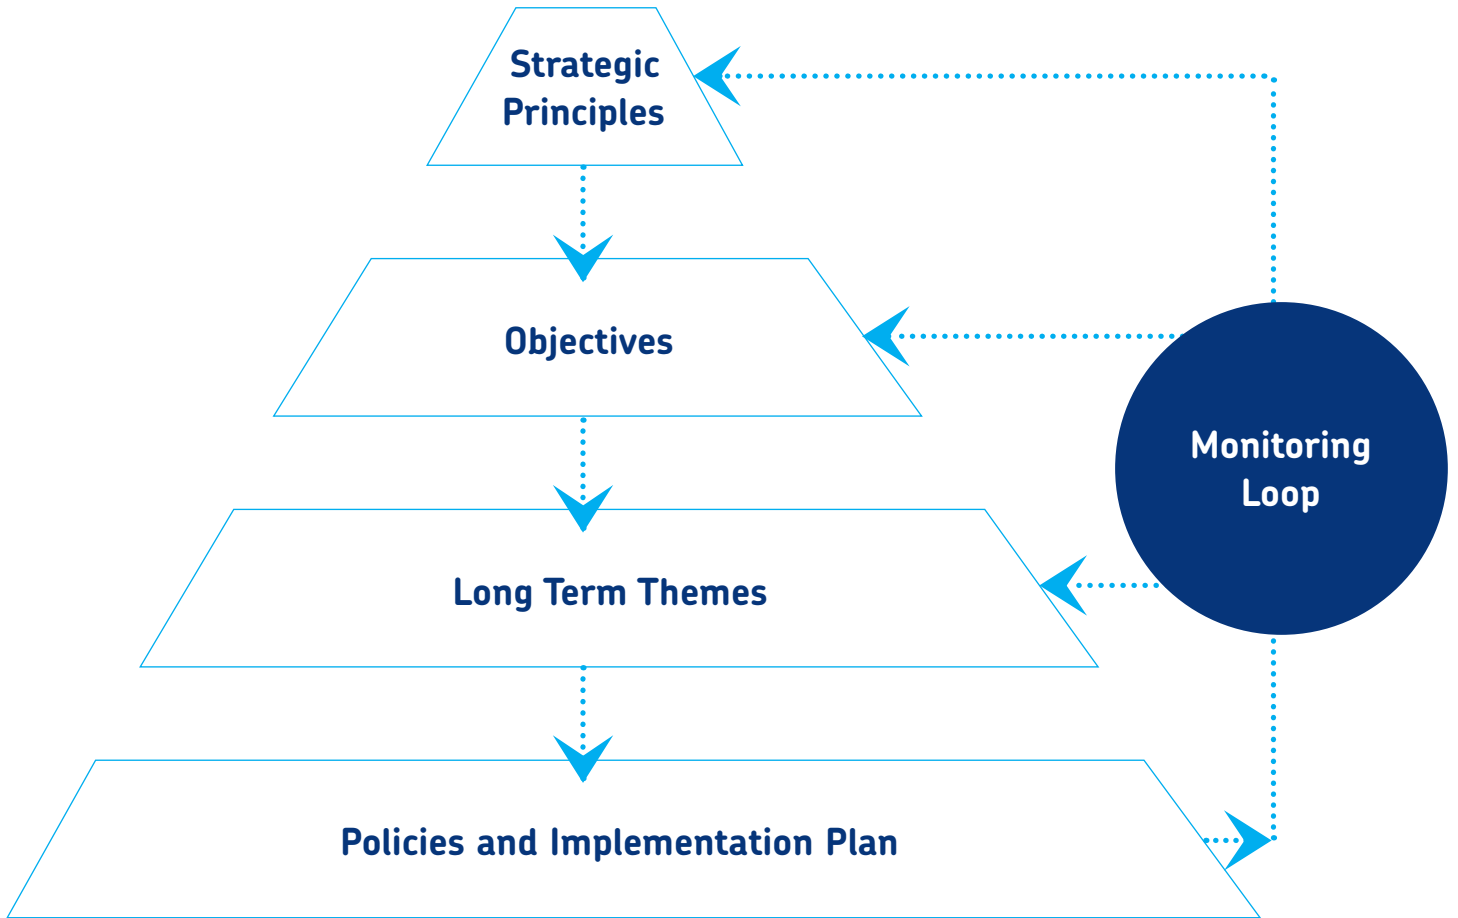 Strategic
Principles
Objectives
Monitoring
Loop
Long Term Themes
Policies and Implementation Plan